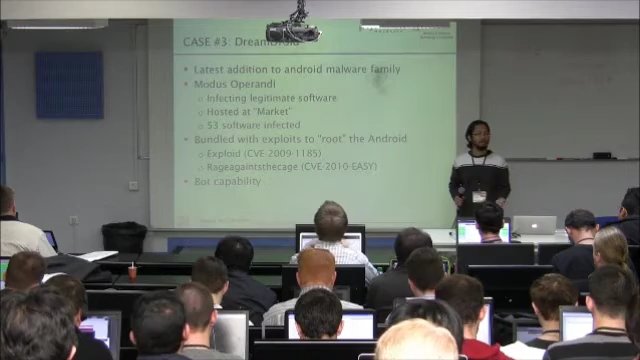 CASE #3: DreamDroid
• Latest addition to android malware family
• Modus Operandi
○ Infecting legitimate software
○ Hosted at "Market"
○ 53 software infected
• Bundled with exploits to "root" the Android
○ Exploid (CVE-2009-1185)
○ Rageagaintsthecage (CVE-2010-EASY)
• Bot capability